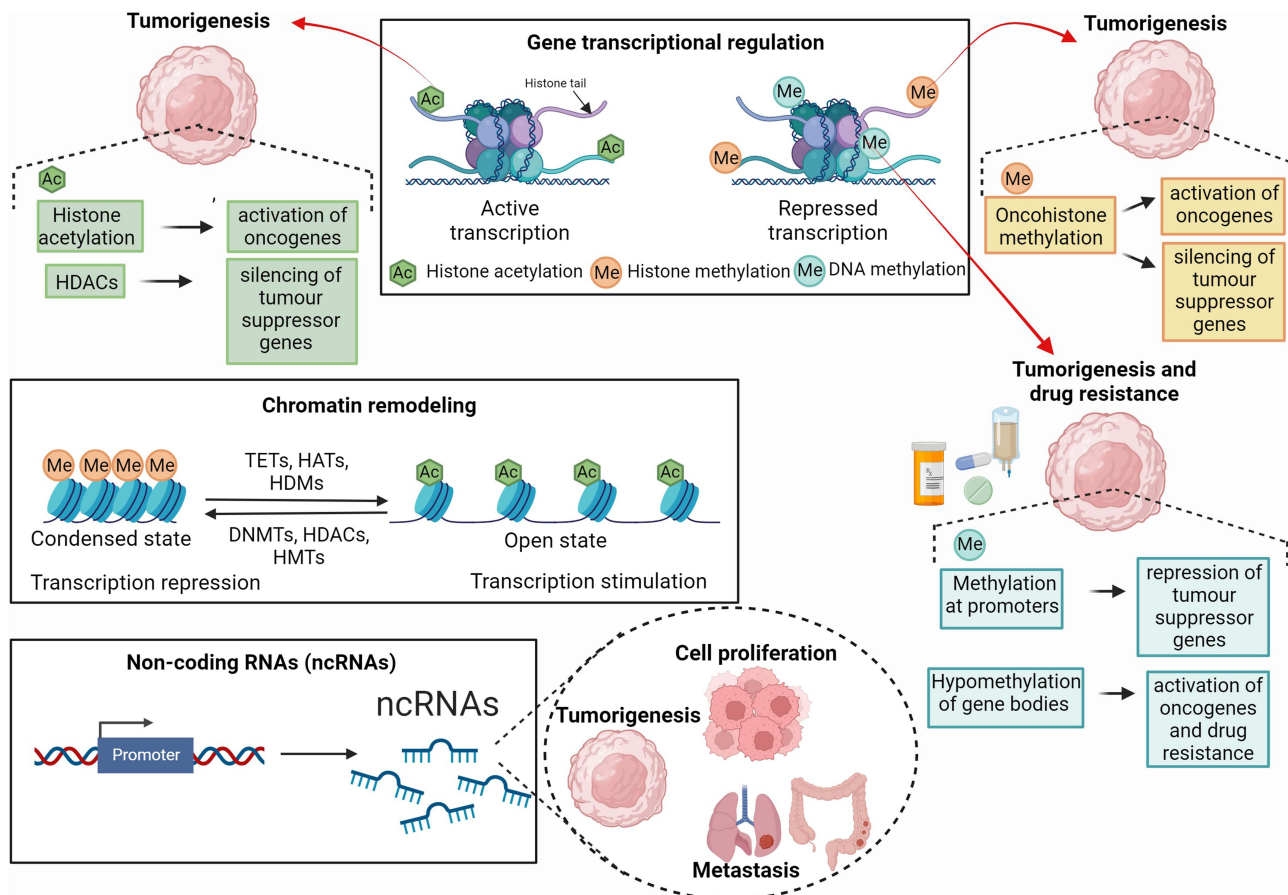 Tumorigenesis
Ac
Histone
acetylation
activation of
oncogenes
HDACs
silencing of
tumour
suppressor
genes
Gene transcriptional regulation
Histone tail
Ac
Ac
Active
transcription
Me
Me
Me
Me
Repressed
transcription
Ac Histone acetylation
Me Histone methylation
Me DNA methylation
Tumorigenesis
Me
Oncohistone
methylation
activation of
oncogenes
silencing of
tumour
suppressor
genes
Chromatin remodeling
Me Me Me Me
Condensed state
Transcription repression
TETs, HATs,
HDMs
DNMTs, HDACs,
HMTs
Ac Ac Ac Ac
Open state
Transcription stimulation
Tumorigenesis and
drug resistance
Rx
Me
Methylation
at promoters
repression of
tumour
suppressor
genes
Hypomethylation
of gene bodies
activation of
oncogenes
and drug
resistance
Non-coding RNAs (ncRNAs)
Promoter
ncRNAs
Cell proliferation
Tumorigenesis
Metastasis